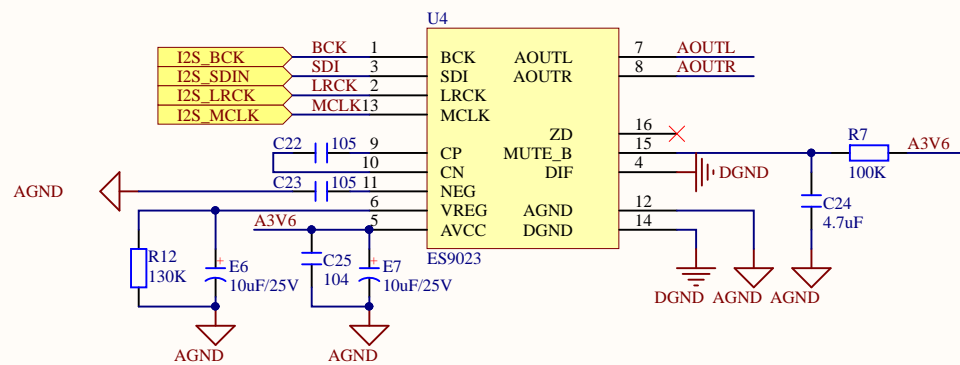 U4
I2S_BCK BCK 1 BCK AOUTL 7 AOUTL
I2S_SDIN SDI 3 SDI AOUTR 8 AOUTR
I2S_LRCK LRCK 2 LRCK
I2S_MCLK MCLK 13 MCLK
ZD 16
C22 105 9 CP MUTE_B 15 R7 A3V6
10 CN DIF 4 DGND 100K
AGND C23 105 11 NEG
6 VREG AGND 12 C24
A3V6 5 AVCC DGND 14 4.7uF
R12 ES9023
130K E6 C25 E7
10uF/25V 104 10uF/25V
DGND AGND AGND
AGND AGND